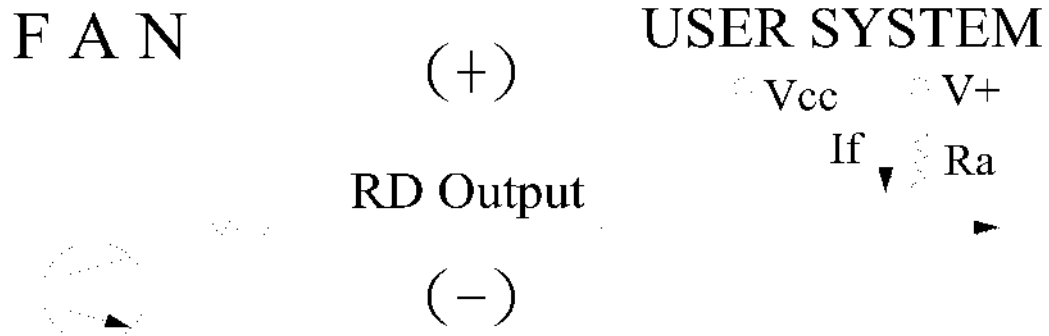 F A N
USER SYSTEM
(+)
Vcc
V+
If
Ra
RD Output
(−)